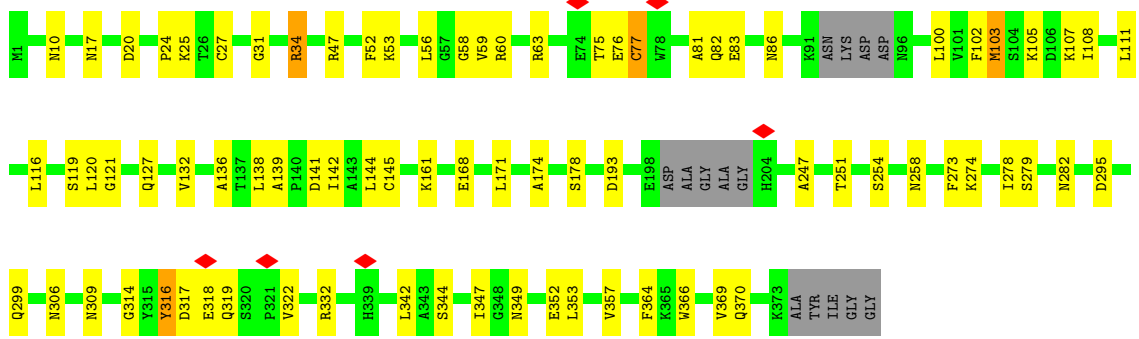 M1 N10 N17 D20 P24 K25 T26 C27 G31 R34 R47 F52 K53 L56 G57 G58 V59 R60 R63 E74 T75 E76 C77 W78 A81 Q82 E83 N86 K91 ASN LYS ASP ASP N96 L100 V101 F102 M103 S104 K105 D106 K107 I108 L111
L116 S119 L120 G121 Q127 V132 A136 T137 L138 A139 P140 D141 I142 A143 L144 C145 K161 E168 L171 A174 S178 D193 E198 ASP ALA GLY ALA GLY H204 A247 T251 S254 N258 F273 K274 I278 S279 N282 D295
Q299 N306 N309 G314 Y315 Y316 D317 E318 Q319 S320 P321 V322 R332 H339 L342 A343 S344 I347 G348 N349 E352 L353 V357 F364 K365 W366 V369 Q370 K373 ALA TYR ILE GLY GLY